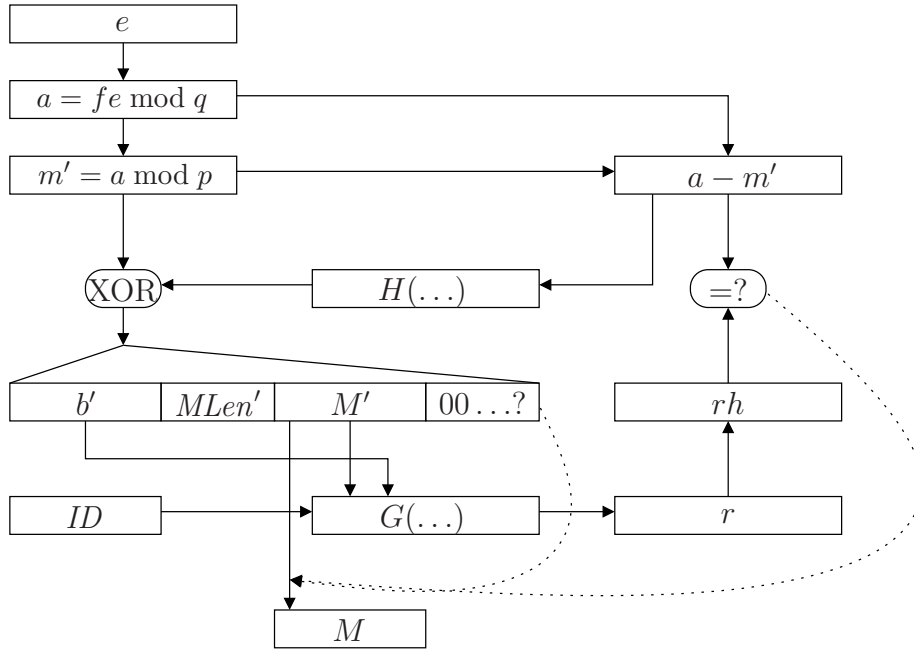 e
a = fe mod q
m′ = a mod p
a − m′
XOR
H(…)
=?
b′
MLen′
M′
00…?
rh
ID
G(…)
r
M